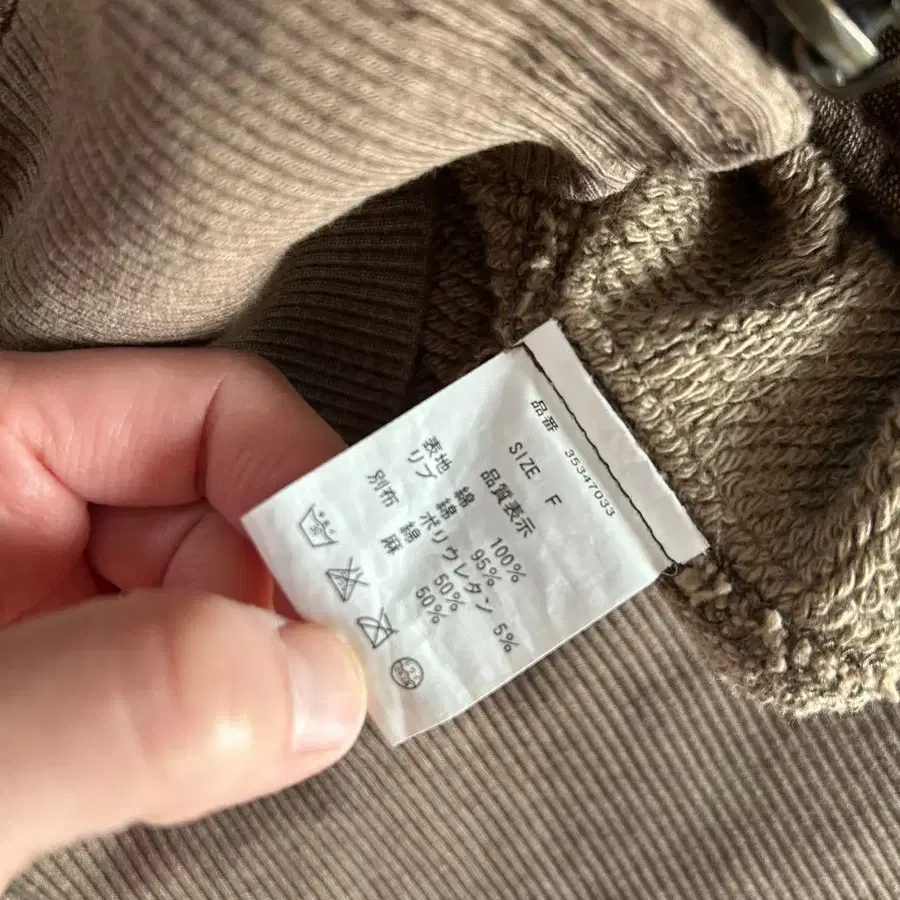 品番 35347033
SIZE F
品質表示
表地 綿 100%
リブ 綿 95%
ポリウレタン 5%
別布 綿 50%
麻 50%